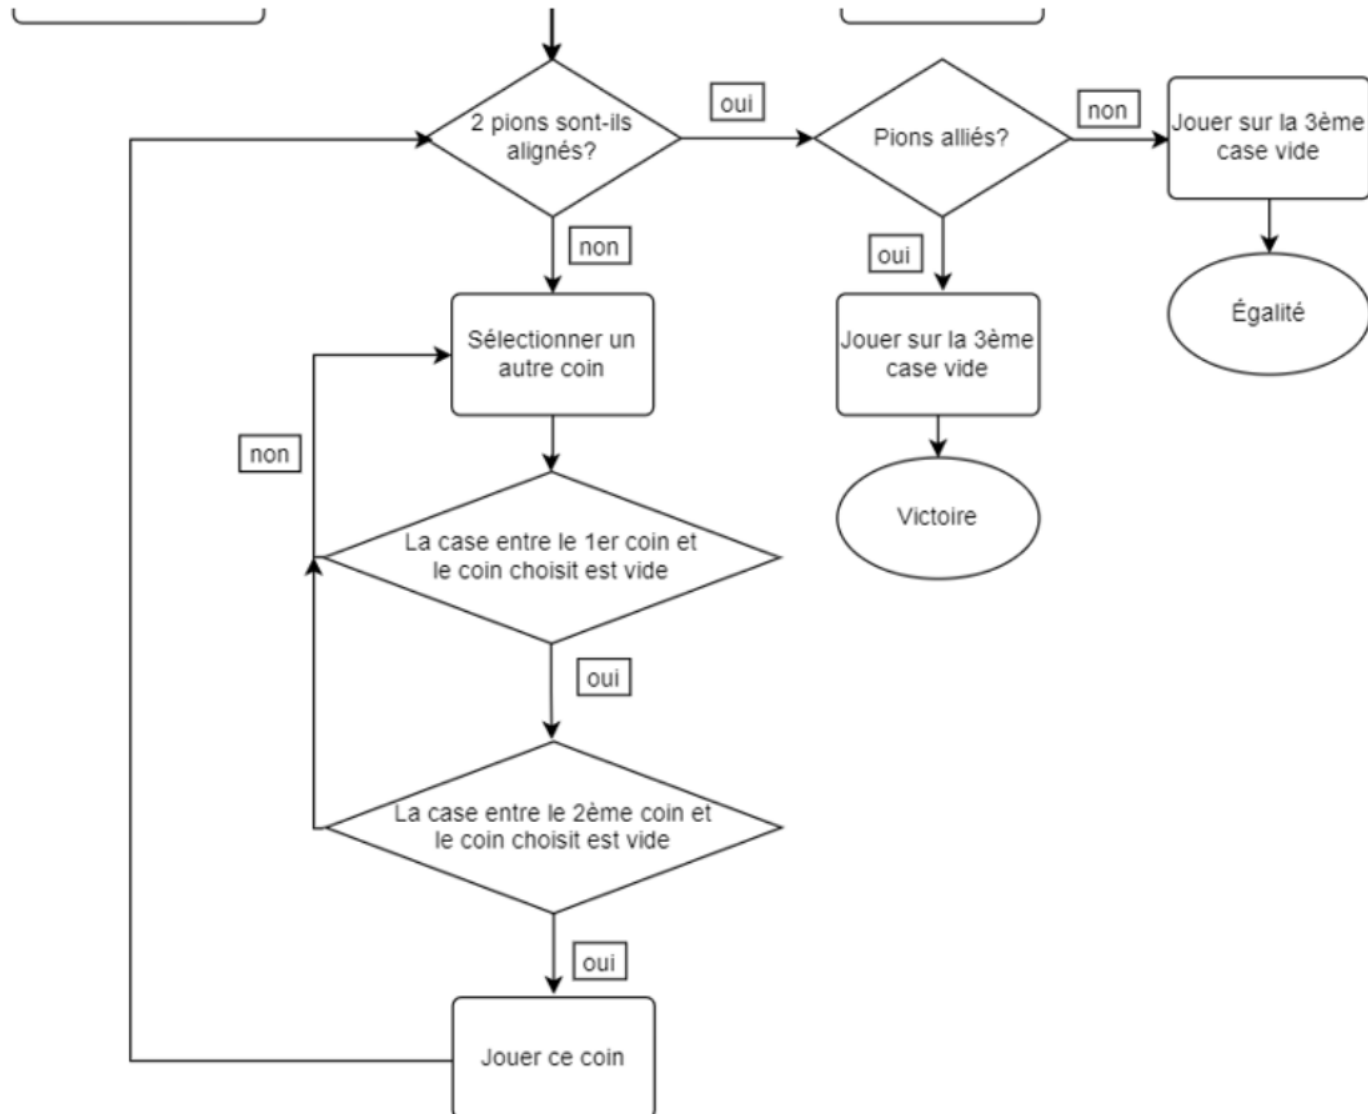 2 pions sont-ils
alignés?
oui
Pions alliés?
non
Jouer sur la 3ème
case vide
non
oui
Égalité
Sélectionner un
autre coin
Jouer sur la 3ème
case vide
non
Victoire
La case entre le 1er coin et
le coin choisit est vide
oui
La case entre le 2ème coin et
le coin choisit est vide
oui
Jouer ce coin